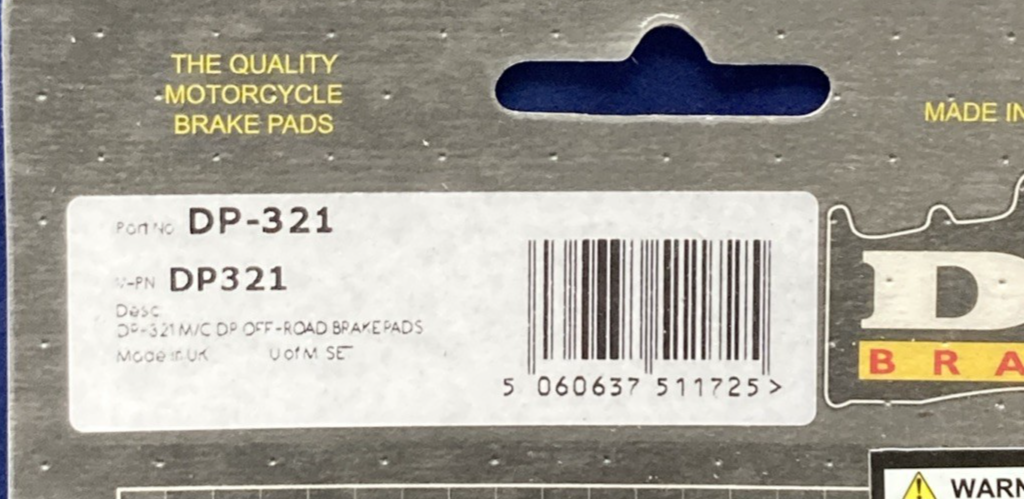 THE QUALITY
MOTORCYCLE
BRAKE PADS
MADE IN
Part No DP-321
-PN DP321
Desc
DP-321 M/C DP OFF-ROAD BRAKE PADS
Made in UK U of M SET
5 060637 511725 >
D
BRA
WARN